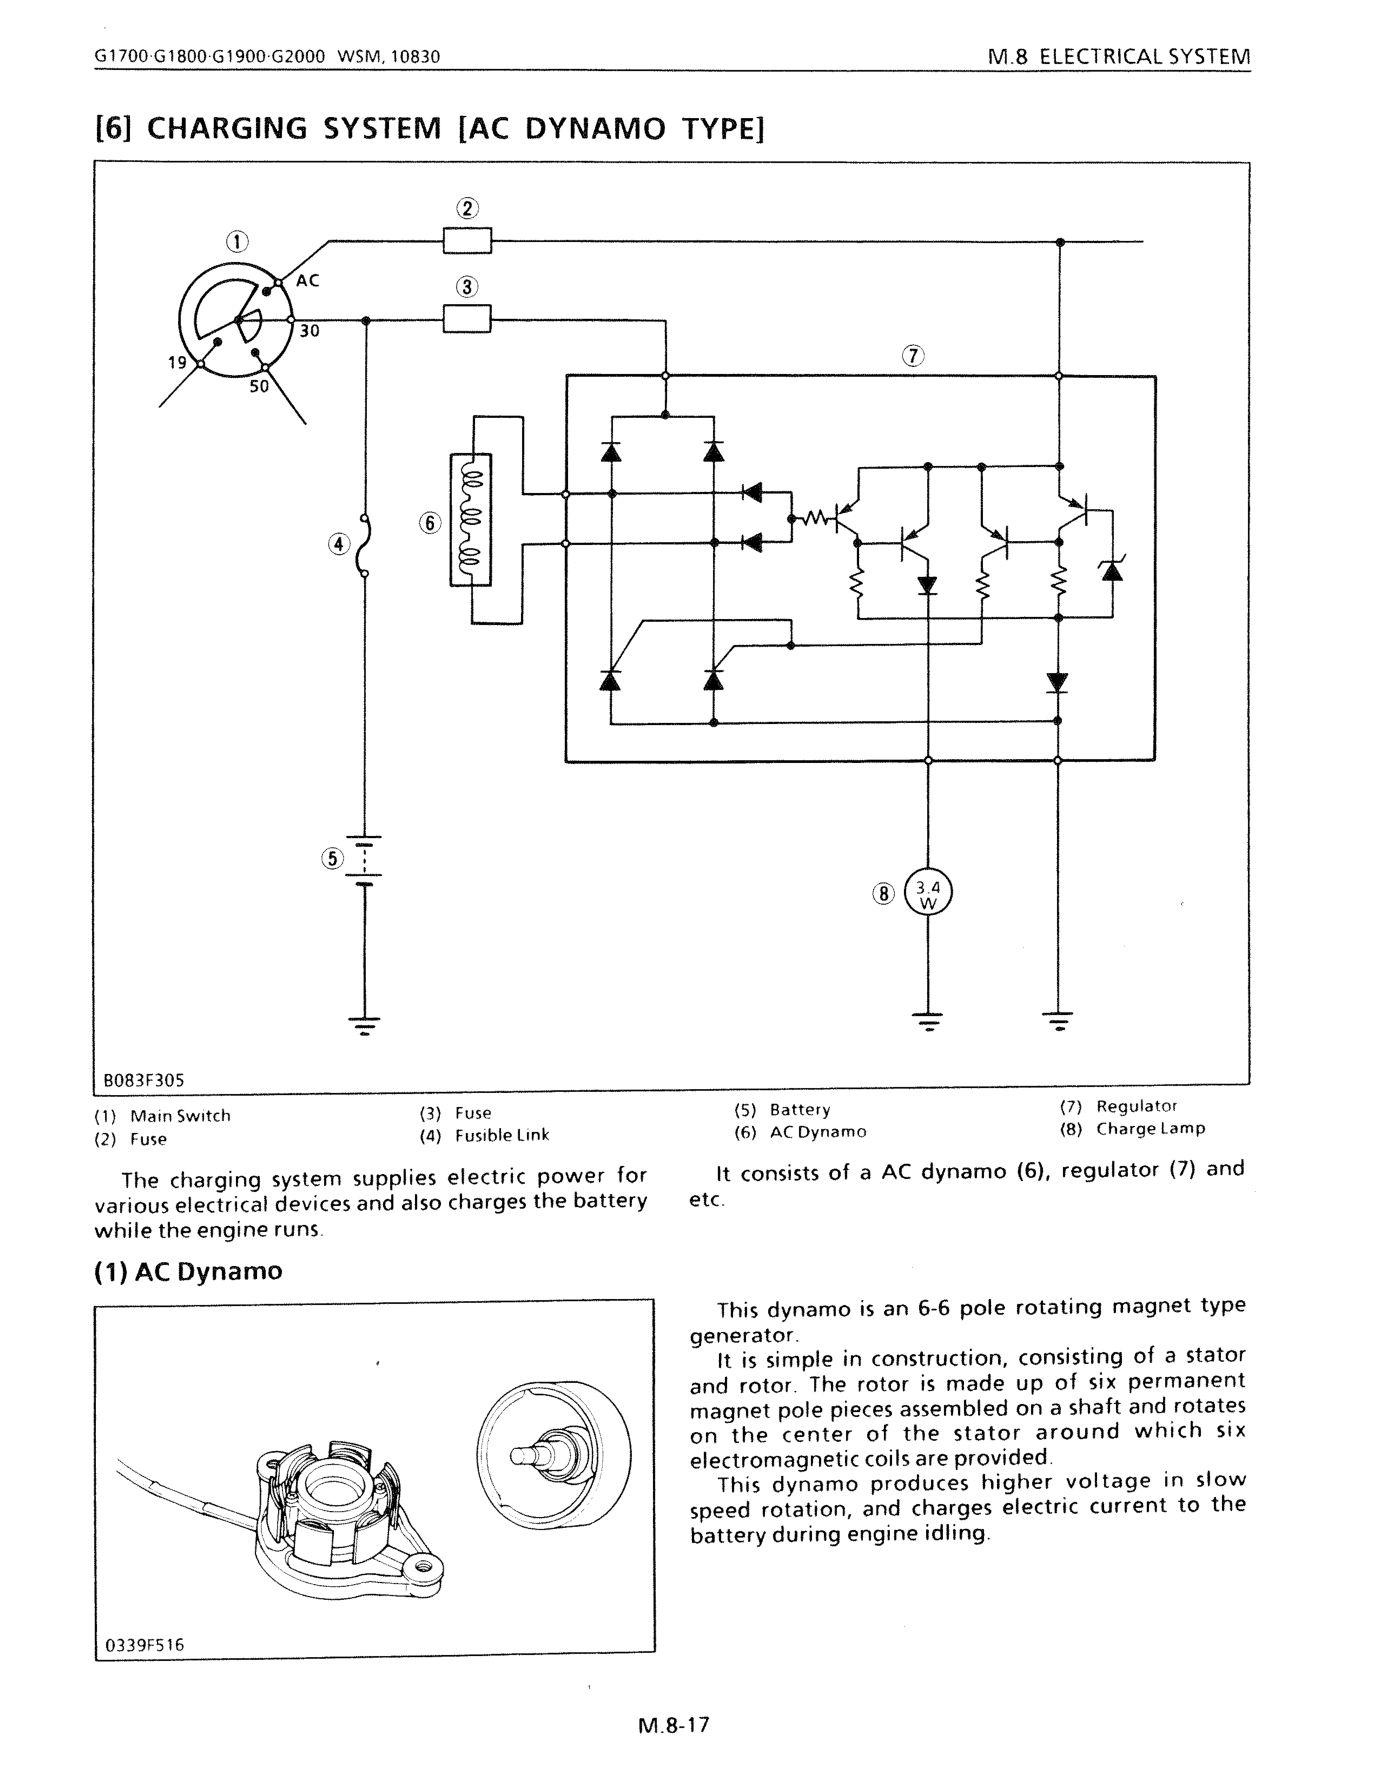 G1700·G1800·G1900·G2000 WSM, 10830
M.8 ELECTRICAL SYSTEM
[6] CHARGING SYSTEM [AC DYNAMO TYPE]
②
①
AC
③
30
⑦
19
50
⑥
④
⑤
⑧
3.4
W
B083F305
(1) Main Switch
(2) Fuse
(3) Fuse
(4) Fusible Link
(5) Battery
(6) AC Dynamo
(7) Regulator
(8) Charge Lamp
The charging system supplies electric power for
various electrical devices and also charges the battery
while the engine runs.
It consists of a AC dynamo (6), regulator (7) and
etc.
(1) AC Dynamo
0339F516
This dynamo is an 6-6 pole rotating magnet type
generator.
It is simple in construction, consisting of a stator
and rotor. The rotor is made up of six permanent
magnet pole pieces assembled on a shaft and rotates
on the center of the stator around which six
electromagnetic coils are provided.
This dynamo produces higher voltage in slow
speed rotation, and charges electric current to the
battery during engine idling.
M.8-17